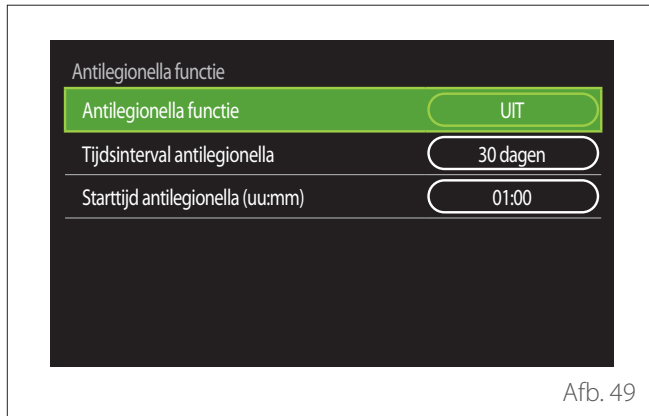 Antilegionella functie
Antilegionella functie UIT
Tijdsinterval antilegionella 30 dagen
Starttijd antilegionella (uu:mm) 01:00
Afb. 49